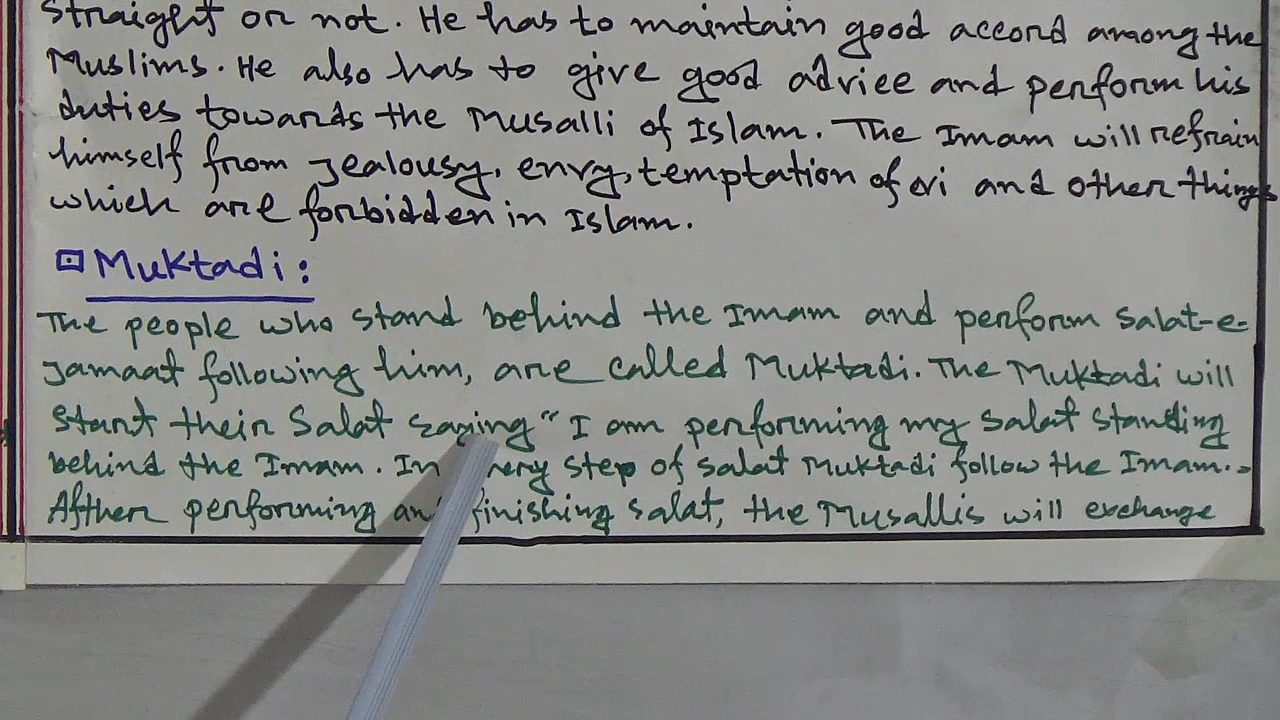 straight or not. He has to maintain good accord among the
Muslims. He also has to give good advice and perform his
duties towards the Musalli of Islam. The Imam will refrain
himself from jealousy, envy, temptation of evi and other things
which are forbidden in Islam.
Muktadi:
The people who stand behind the Imam and perform Salat-e-
jamaat following him, are called Muktadi. The Muktadi will
start their Salat saying “I am performing my salat standing
behind the Imam. In step of salat Muktadi follow the Imam.
Afther performing finishing salat, the Musallis will exchange